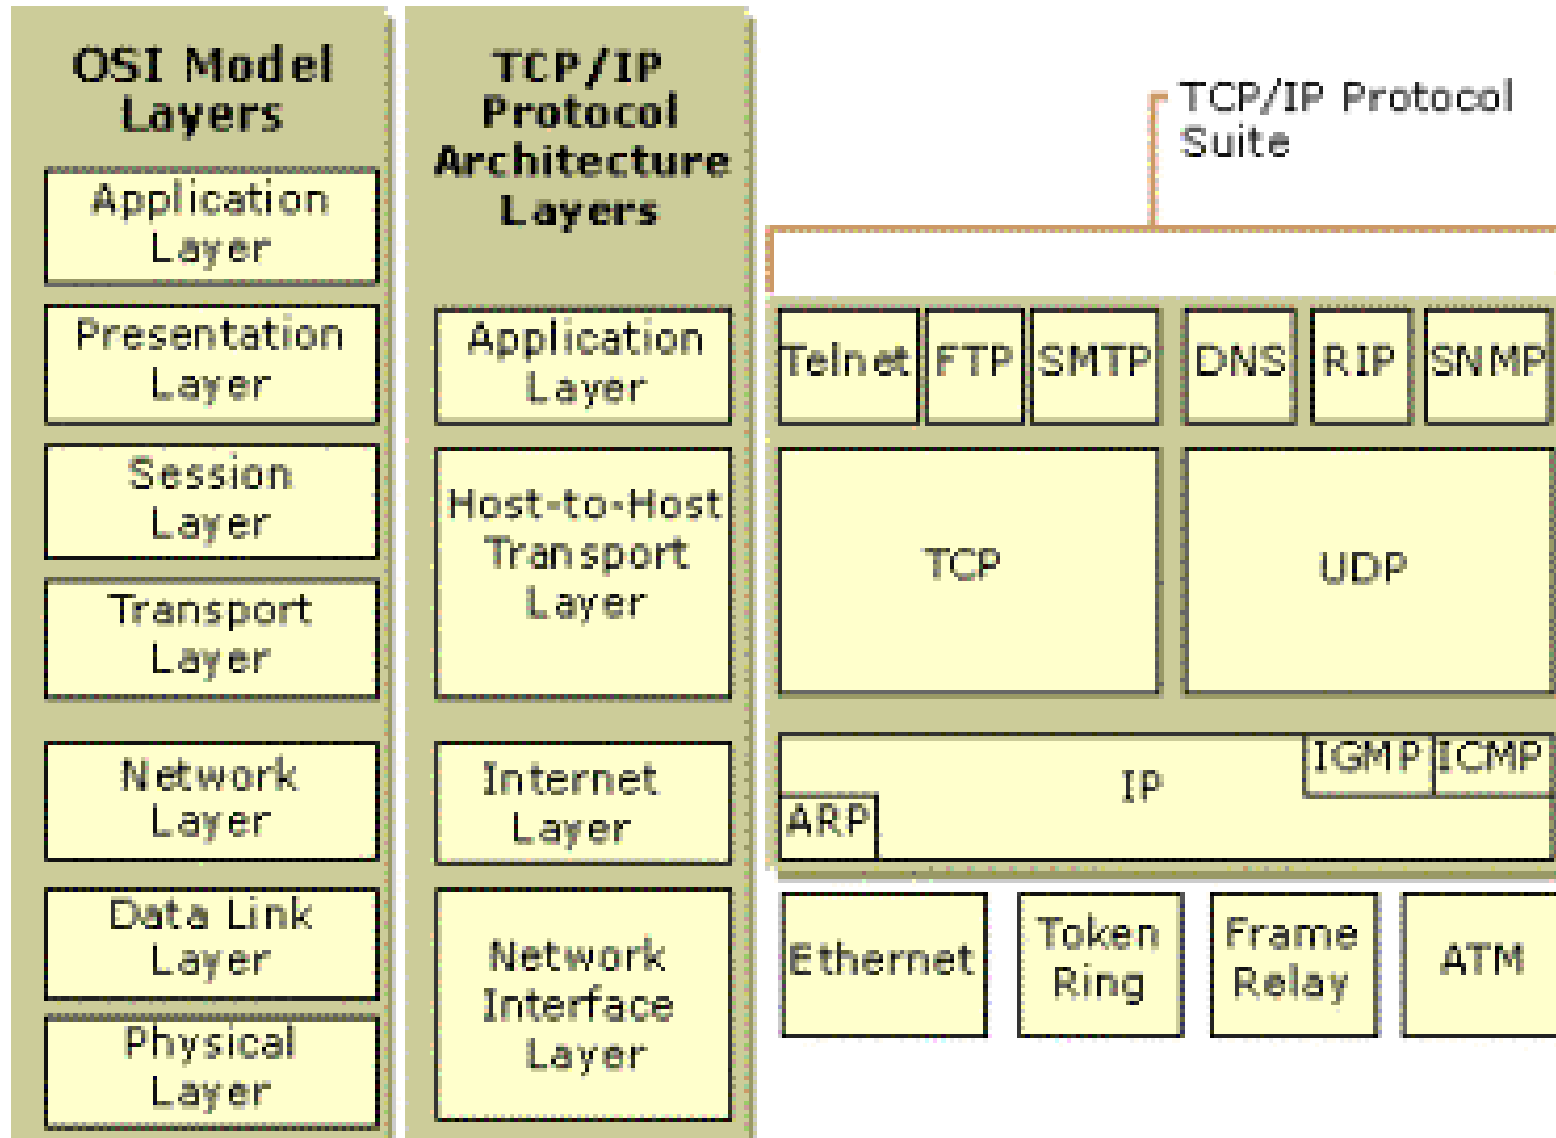 OSI Model
Layers
Application
Layer
Presentation
Layer
Session
Layer
Transport
Layer
Network
Layer
Data Link
Layer
Physical
Layer
TCP/IP
Protocol
Architecture
Layers
Application
Layer
Host-to-Host
Transport
Layer
Internet
Layer
Network
Interface
Layer
TCP/IP Protocol
Suite
Telnet
FTP
SMTP
DNS
RIP
SNMP
TCP
UDP
IP
IGMP
ICMP
ARP
Ethernet
Token
Ring
Frame
Relay
ATM